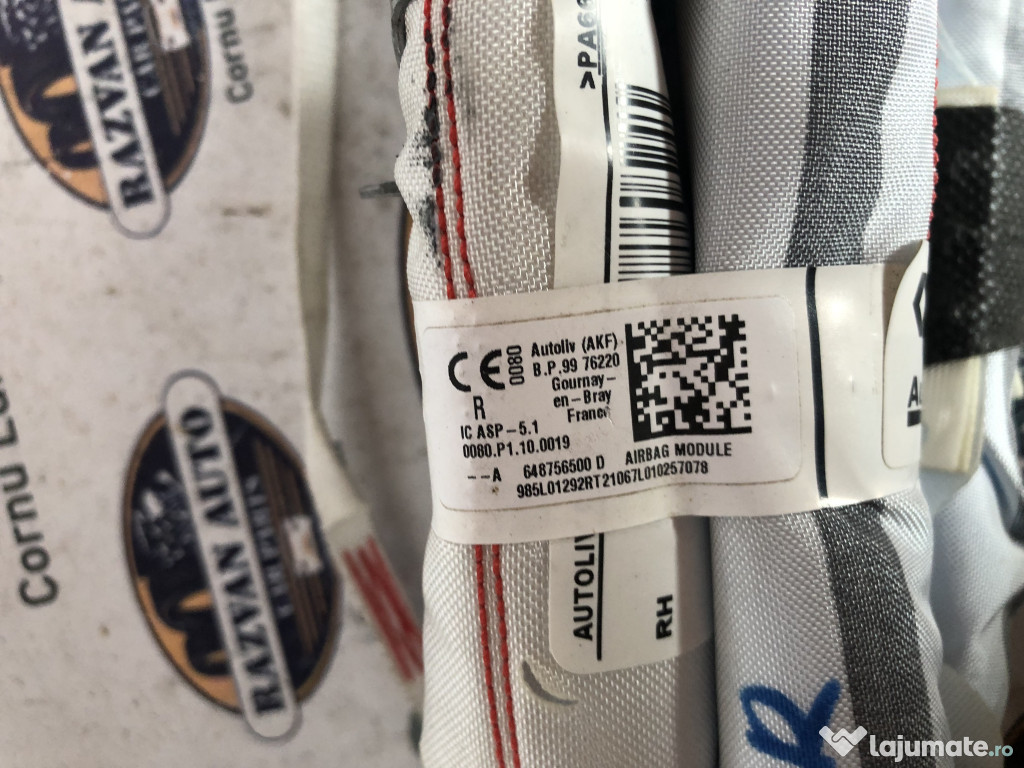 RAZVAN A
Cornu
>PA6
CE 0080
R
Autoliv (AKF)
B.P.99 76220
Gournay-
en-Bray
France
IC ASP-5.1
0080.P1.10.0019
--A 648756500 D AIRBAG MODULE
985L01292RT21067L010257078
AUTOLIV
RH
R
RAZVAN AUTO
Cornu
lajumate.ro